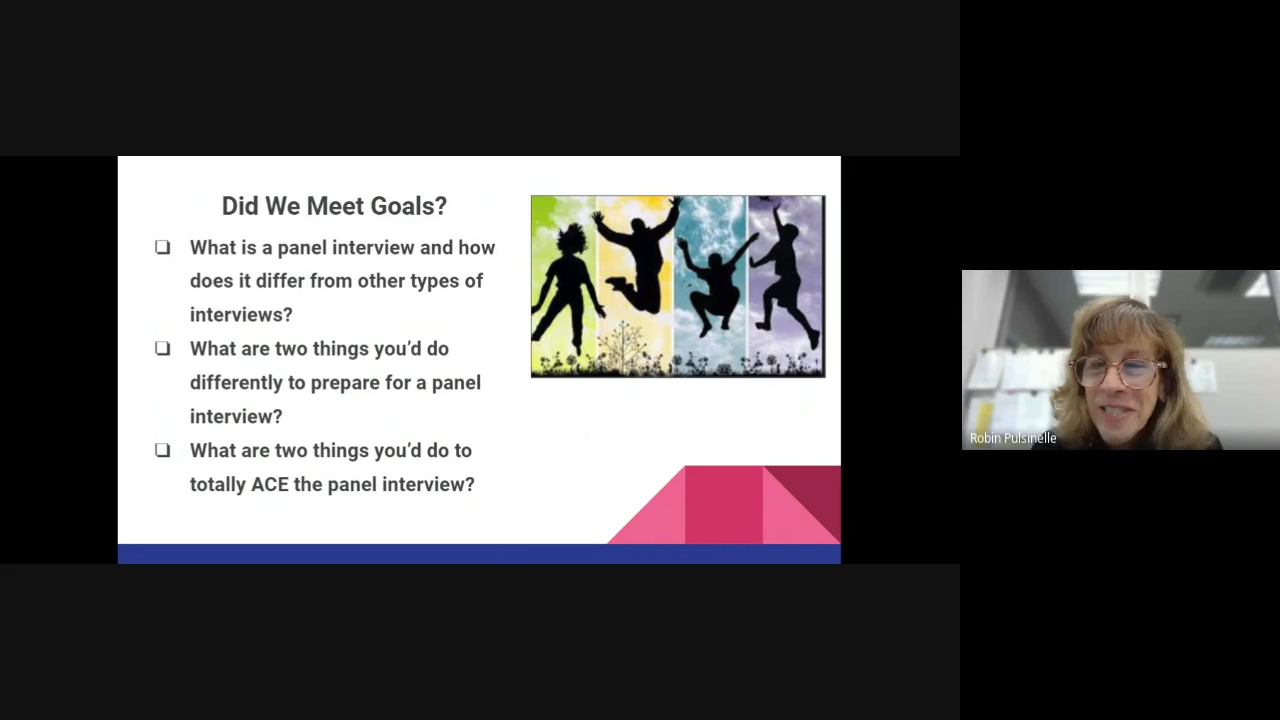 Did We Meet Goals?
❏ What is a panel interview and how
does it differ from other types of
interviews?
❏ What are two things you’d do
differently to prepare for a panel
interview?
❏ What are two things you’d do to
totally ACE the panel interview?
Robin Pulsinelle